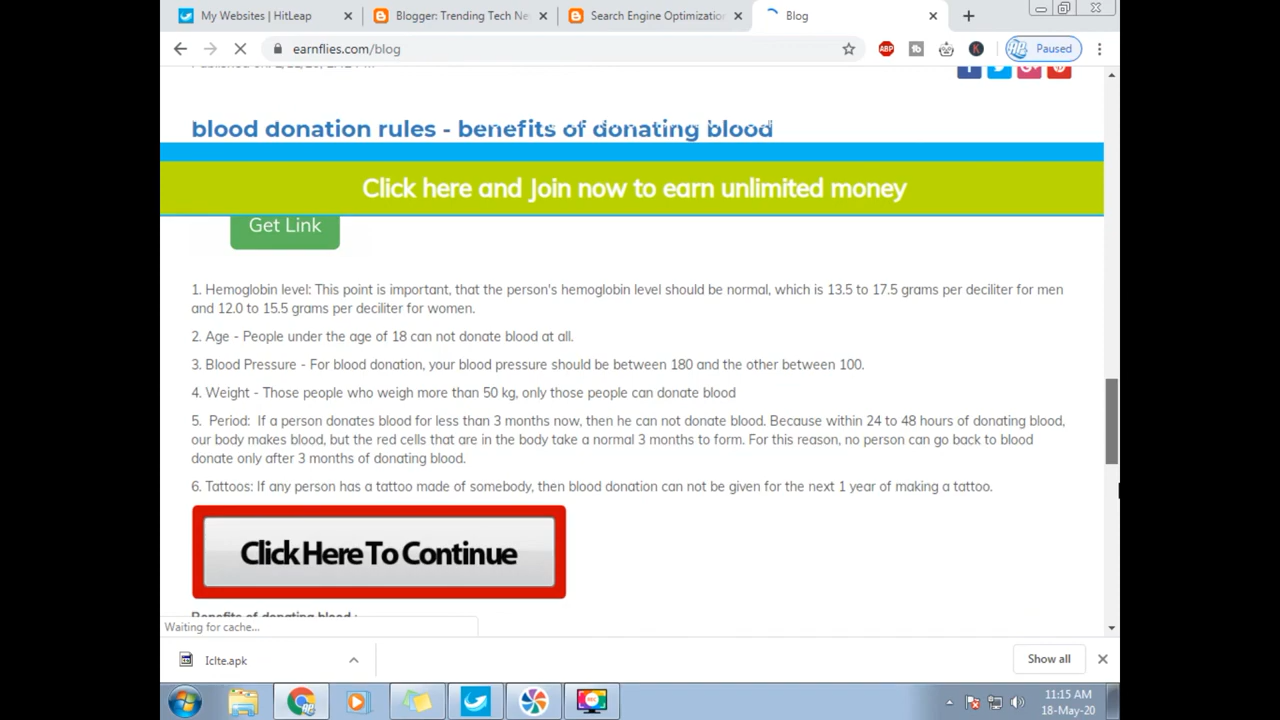 My Websites | HitLeap
Blogger: Trending Tech Ne
Search Engine Optimizatio
Blog
earnflies.com/blog
ABP
Paused
blood donation rules - benefits of donating blood
Click here and Join now to earn unlimited money
Get Link
1. Hemoglobin level: This point is important, that the person's hemoglobin level should be normal, which is 13.5 to 17.5 grams per deciliter for men
and 12.0 to 15.5 grams per deciliter for women.
2. Age - People under the age of 18 can not donate blood at all.
3. Blood Pressure - For blood donation, your blood pressure should be between 180 and the other between 100.
4. Weight - Those people who weigh more than 50 kg, only those people can donate blood
5. Period: If a person donates blood for less than 3 months now, then he can not donate blood. Because within 24 to 48 hours of donating blood,
our body makes blood, but the red cells that are in the body take a normal 3 months to form. For this reason, no person can go back to blood
donate only after 3 months of donating blood.
6. Tattoos: If any person has a tattoo made of somebody, then blood donation can not be given for the next 1 year of making a tattoo.
Click Here To Continue
Benefits of donating blood :
Waiting for cache...
Iclte.apk
Show all
11:15 AM
18-May-20